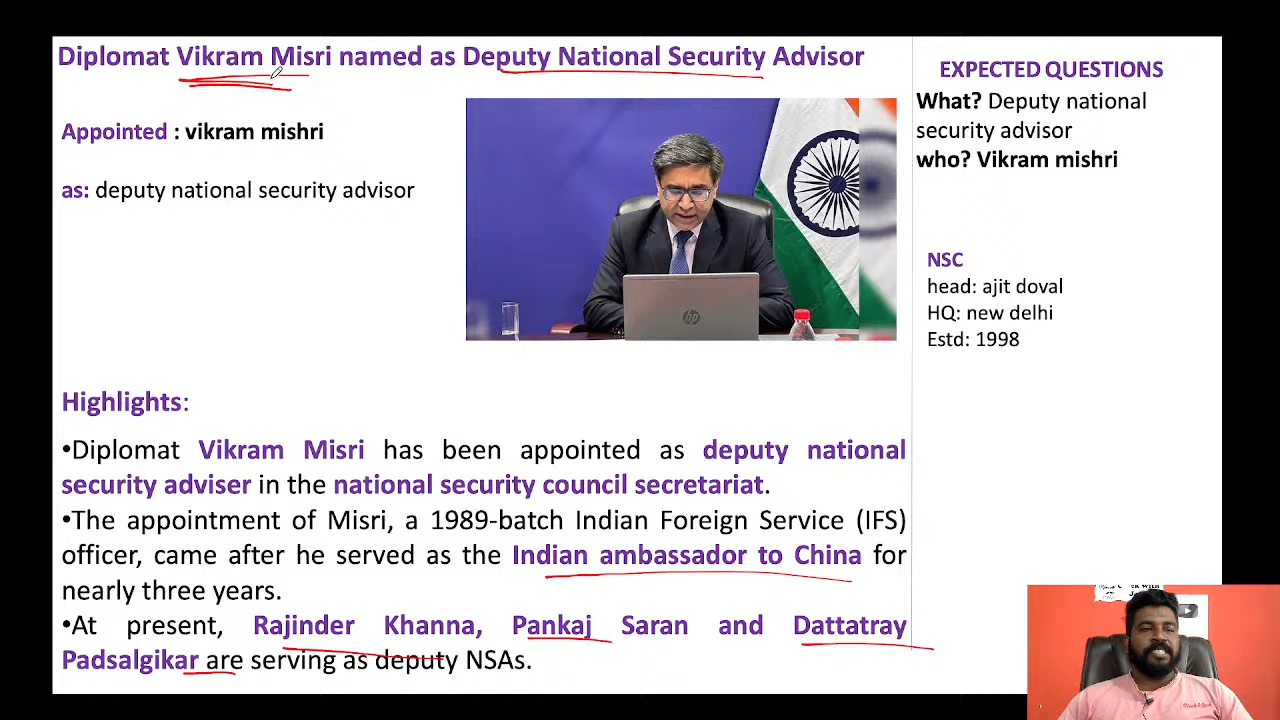 Diplomat Vikram Misri named as Deputy National Security Advisor
Appointed : vikram mishri
as: deputy national security advisor
hp
Highlights:
•Diplomat Vikram Misri has been appointed as deputy national
security adviser in the national security council secretariat.
•The appointment of Misri, a 1989-batch Indian Foreign Service (IFS)
officer, came after he served as the Indian ambassador to China for
nearly three years.
•At present, Rajinder Khanna, Pankaj Saran and Dattatray
Padsalgikar are serving as deputy NSAs.
EXPECTED QUESTIONS
What? Deputy national
security advisor
who? Vikram mishri
NSC
head: ajit doval
HQ: new delhi
Estd: 1998